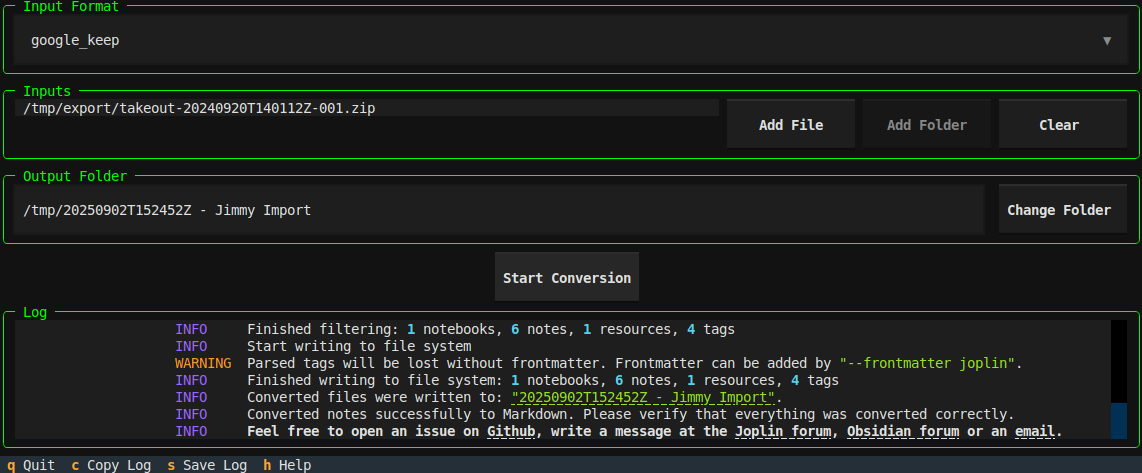 Input Format
google_keep ▼
Inputs
/tmp/export/takeout-20240920T140112Z-001.zip
Add File Add Folder Clear
Output Folder
/tmp/20250902T152452Z - Jimmy Import Change Folder
Start Conversion
Log
INFO Finished filtering: 1 notebooks, 6 notes, 1 resources, 4 tags
INFO Start writing to file system
WARNING Parsed tags will be lost without frontmatter. Frontmatter can be added by "--frontmatter joplin".
INFO Finished writing to file system: 1 notebooks, 6 notes, 1 resources, 4 tags
INFO Converted files were written to: "20250902T152452Z - Jimmy Import".
INFO Converted notes successfully to Markdown. Please verify that everything was converted correctly.
INFO Feel free to open an issue on Github, write a message at the Joplin forum, Obsidian forum or an email.
q Quit c Copy Log s Save Log h Help